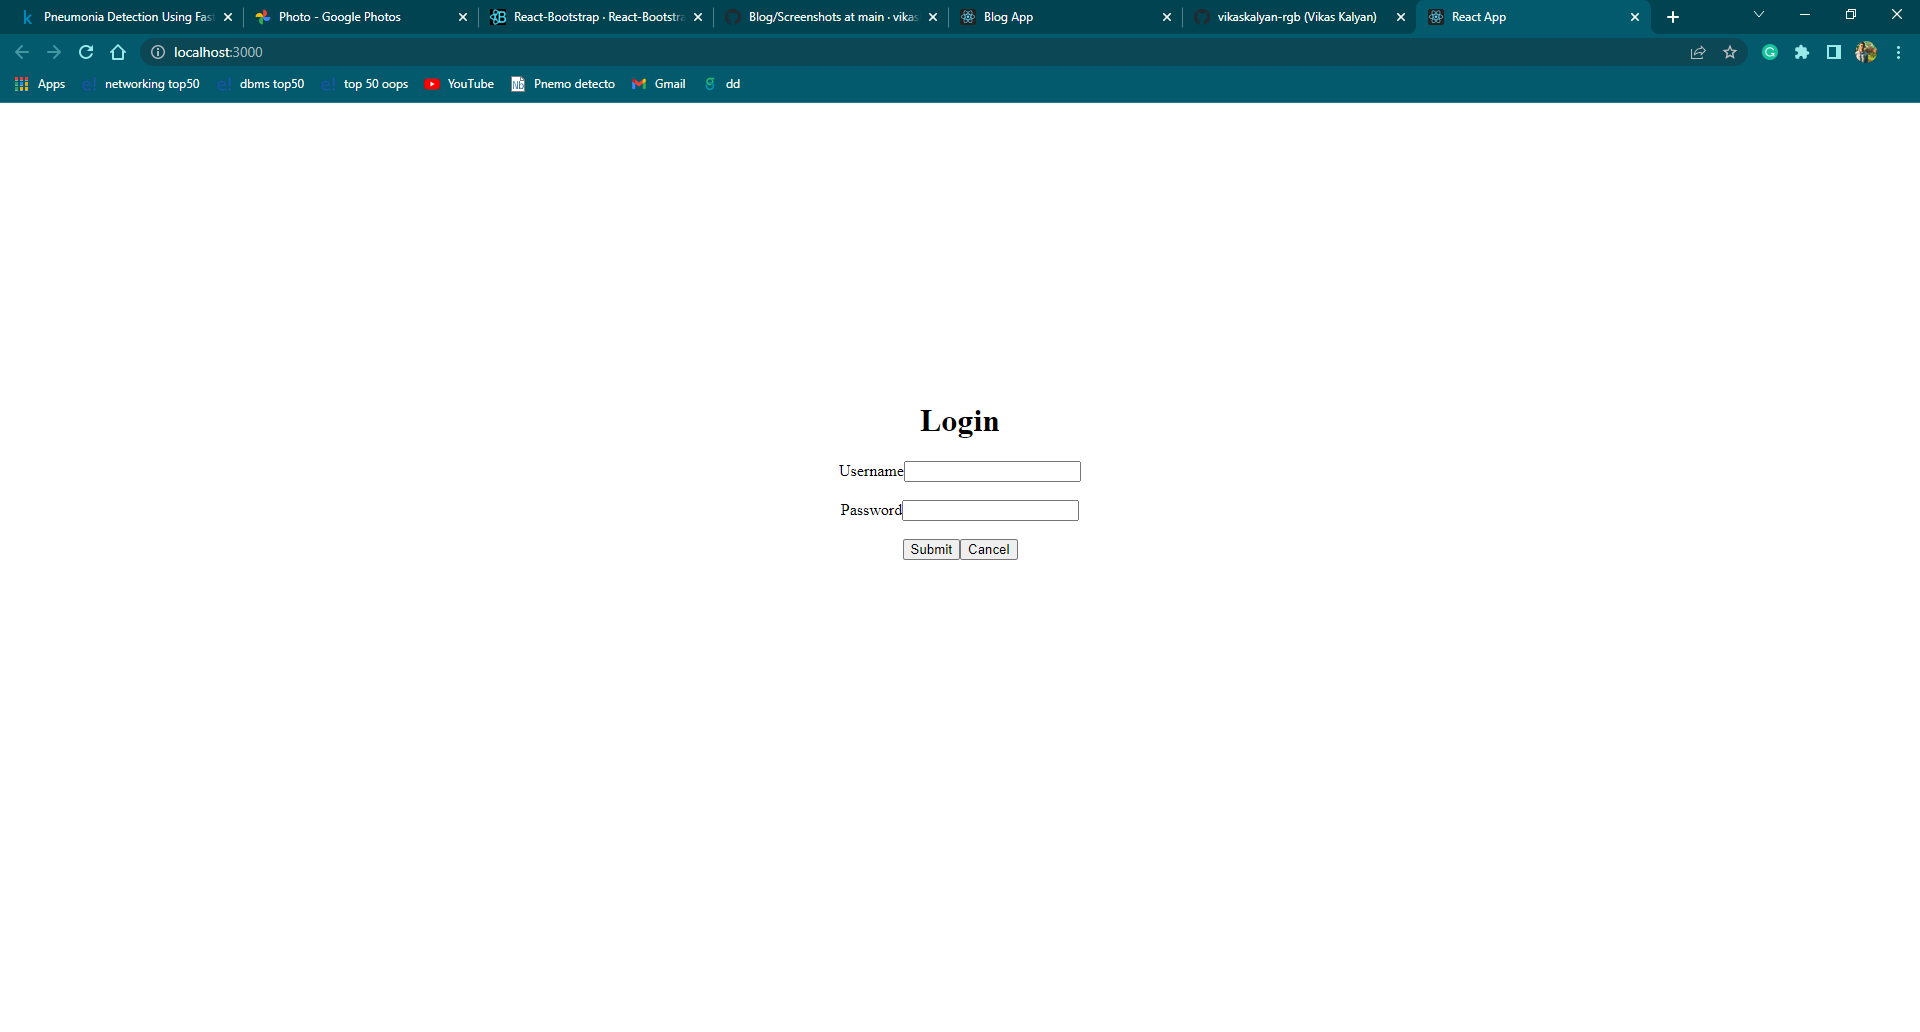 Pneumonia Detection Using Fas
Photo - Google Photos
React-Bootstrap · React-Bootstra
Blog/Screenshots at main · vikas
Blog App
vikaskalyan-rgb (Vikas Kalyan)
React App
localhost:3000
Apps
networking top50
dbms top50
top 50 oops
YouTube
Pnemo detecto
Gmail
dd
Login
Username
Password
Submit Cancel